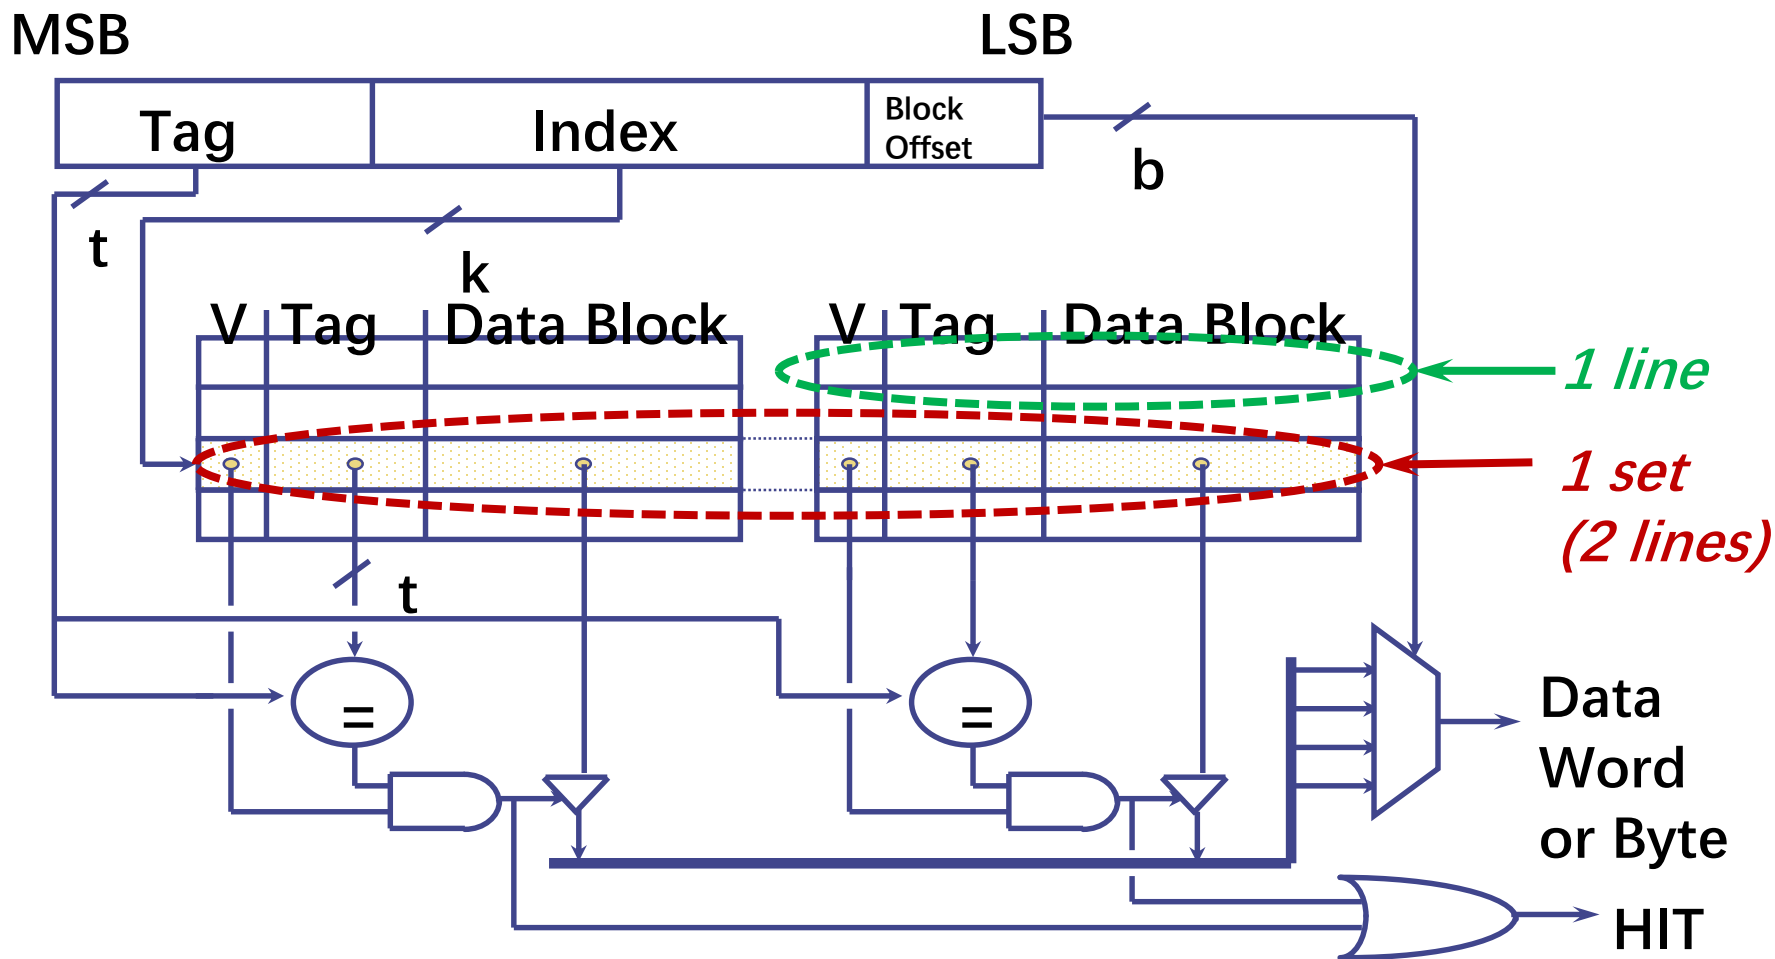 MSB
LSB
Tag
Index
Block
Offset
b
t
k
V Tag Data Block
V Tag Data Block
1 line
1 set
(2 lines)
t
=
=
Data
Word
or Byte
HIT